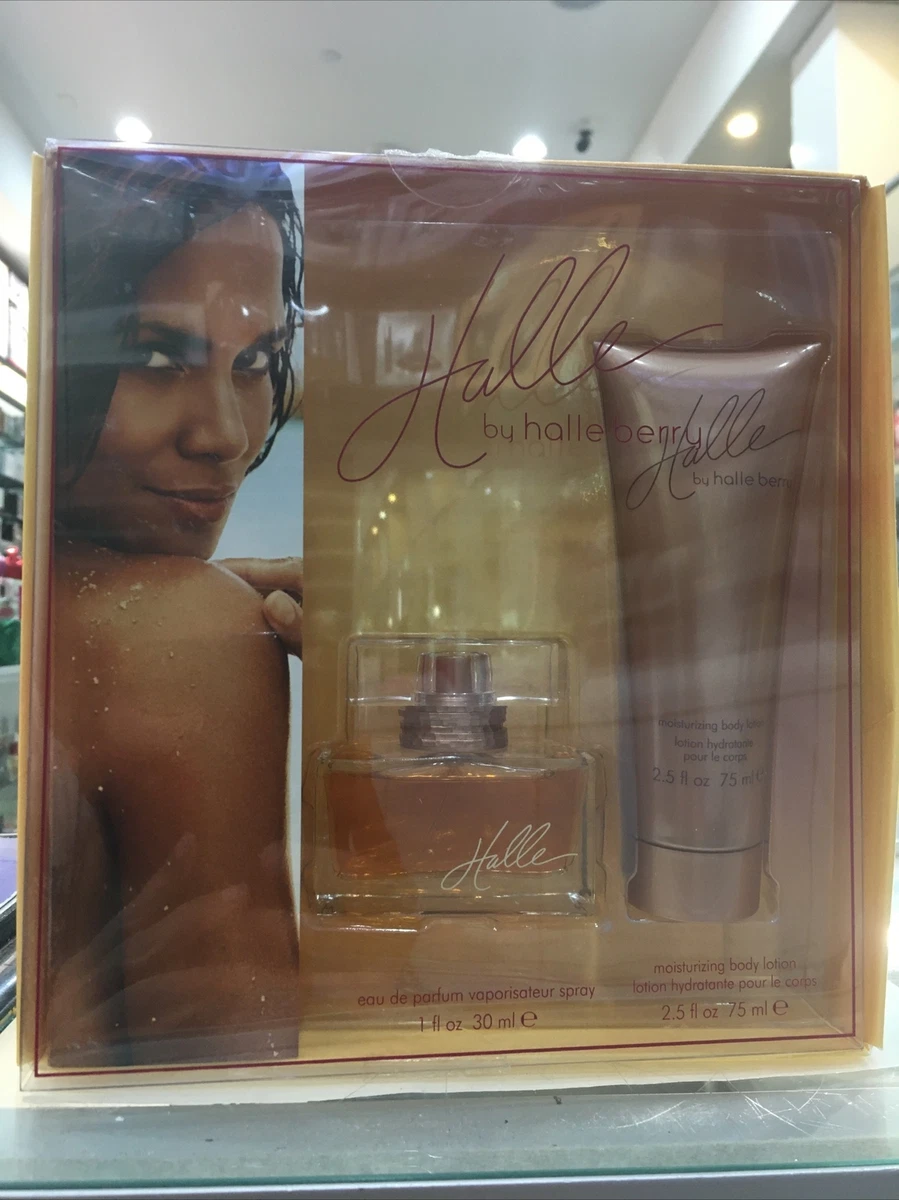 Halle
by halle berry
Halle
by halle berr
moisturizing body lotion
lotion hydratante
pour le corps
2.5 fl oz 75 ml e
Halle
eau de parfum vaporisateur spray
1 fl oz 30 ml e
moisturizing body lotion
lotion hydratante pour le corps
2.5 fl oz 75 ml e